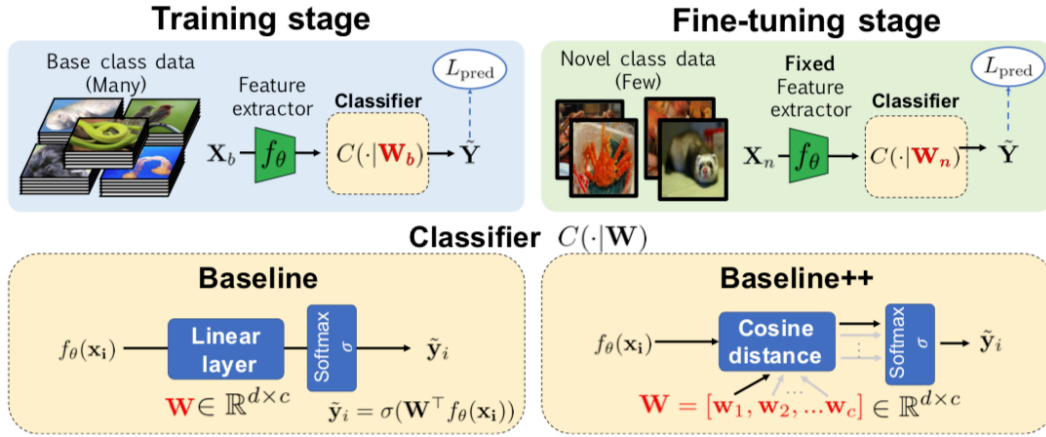 Training stage
Base class data
(Many)
Feature
extractor
Classifier
L_pred
X_b
f_θ
C(·|W_b)
Ỹ
Fine-tuning stage
Novel class data
(Few)
Fixed
Feature
extractor
Classifier
L_pred
X_n
f_θ
C(·|W_n)
Ỹ
Classifier C(·|W)
Baseline
f_θ(x_i)
Linear
layer
Softmax
σ
ỹ_i
W ∈ ℝ^{d×c}
ỹ_i = σ(W^⊤ f_θ(x_i))
Baseline++
f_θ(x_i)
Cosine
distance
Softmax
σ
ỹ_i
W = [w_1, w_2, ...w_c] ∈ ℝ^{d×c}